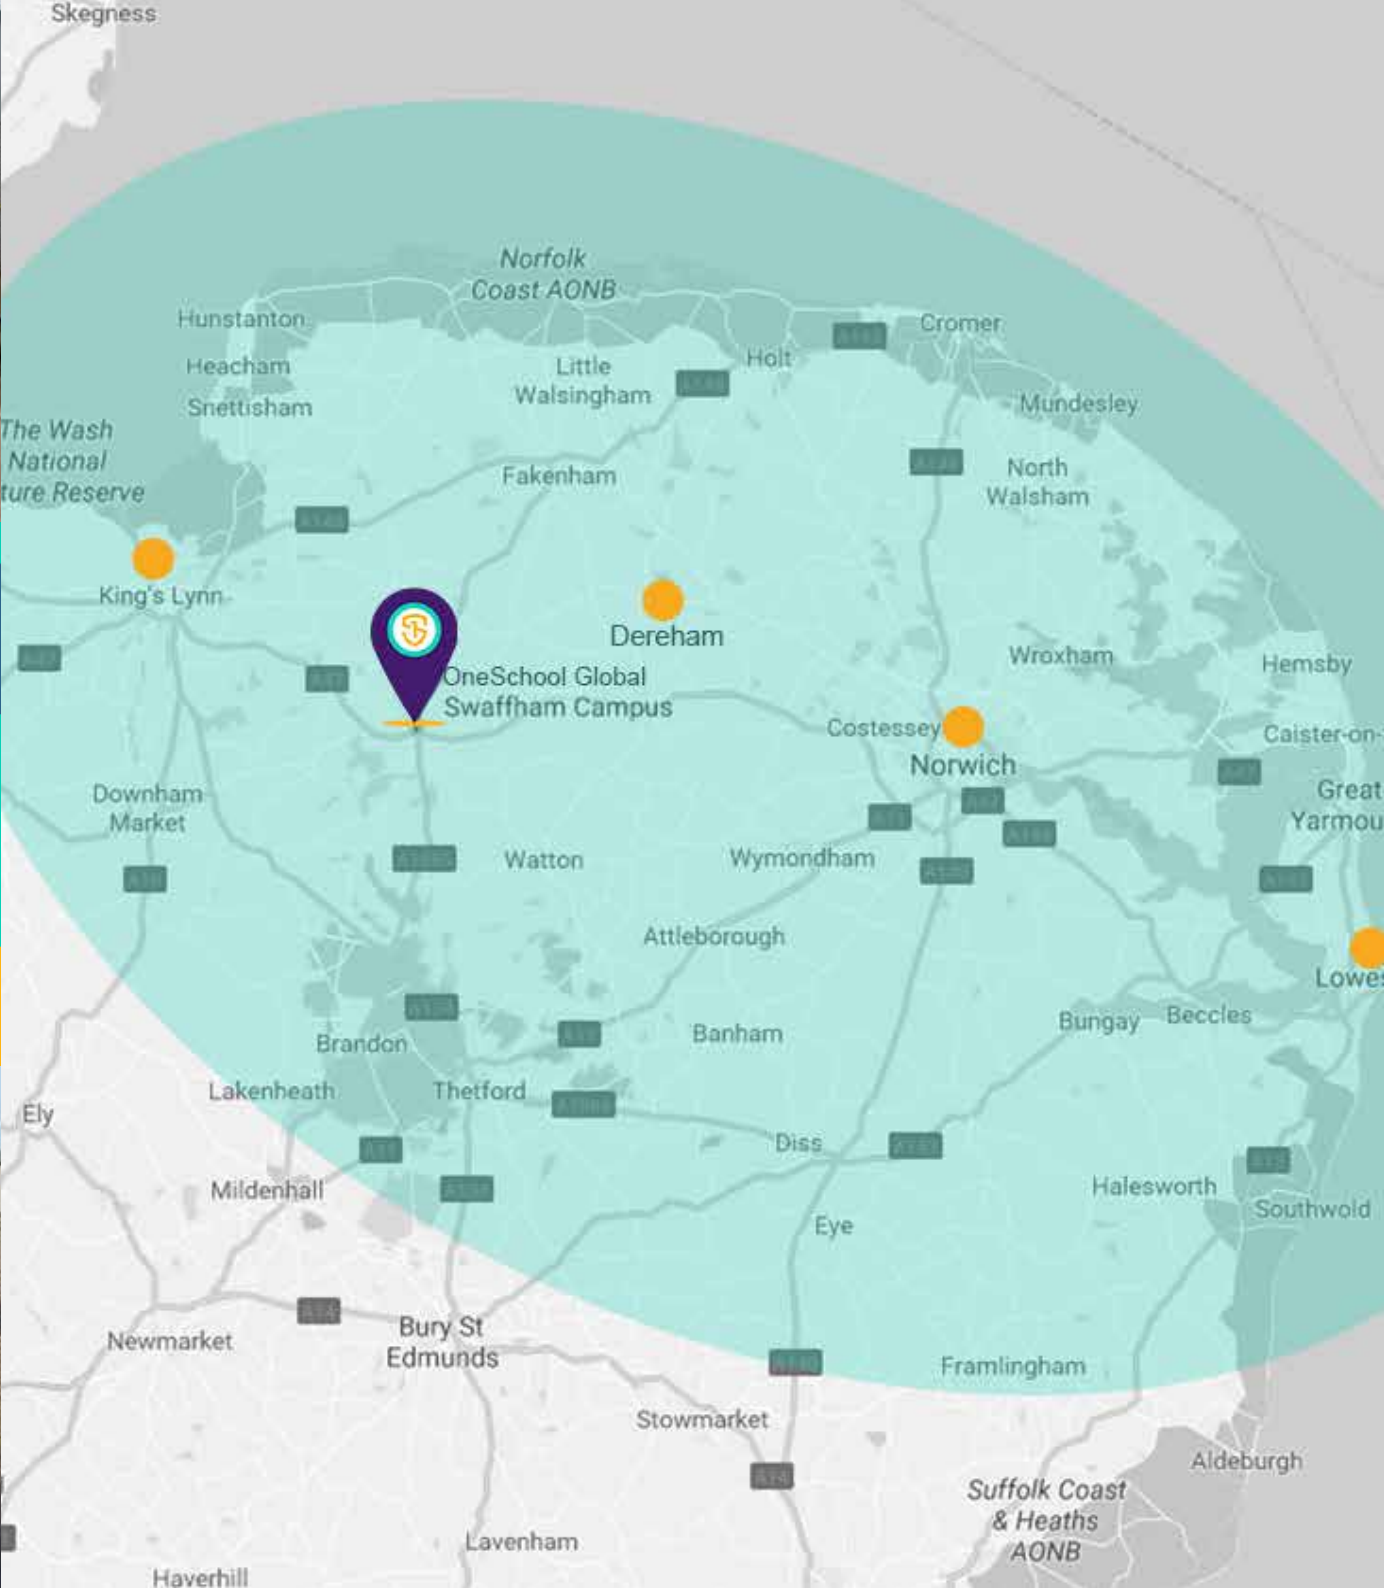 Skegness
Norfolk
Coast AONB
Hunstanton
Cromer
Heacham
Little
Walsingham
Holt
Snettisham
Mundesley
The Wash
National
ture Reserve
Fakenham
North
Walsham
King's Lynn
Dereham
OneSchool Global
Swaffham Campus
Wroxham
Hemsby
Costessey
Norwich
Caister-on-
Downham
Market
Great
Yarmou
Watton
Wymondham
Attleborough
Lowes
Brandon
Banham
Bungay
Beccles
Lakenheath
Thetford
Ely
Diss
Mildenhall
Halesworth
Southwold
Eye
A14
Newmarket
Bury St
Edmunds
Framlingham
Stowmarket
A14
Aldeburgh
Suffolk Coast
& Heaths
AONB
Lavenham
Haverhill